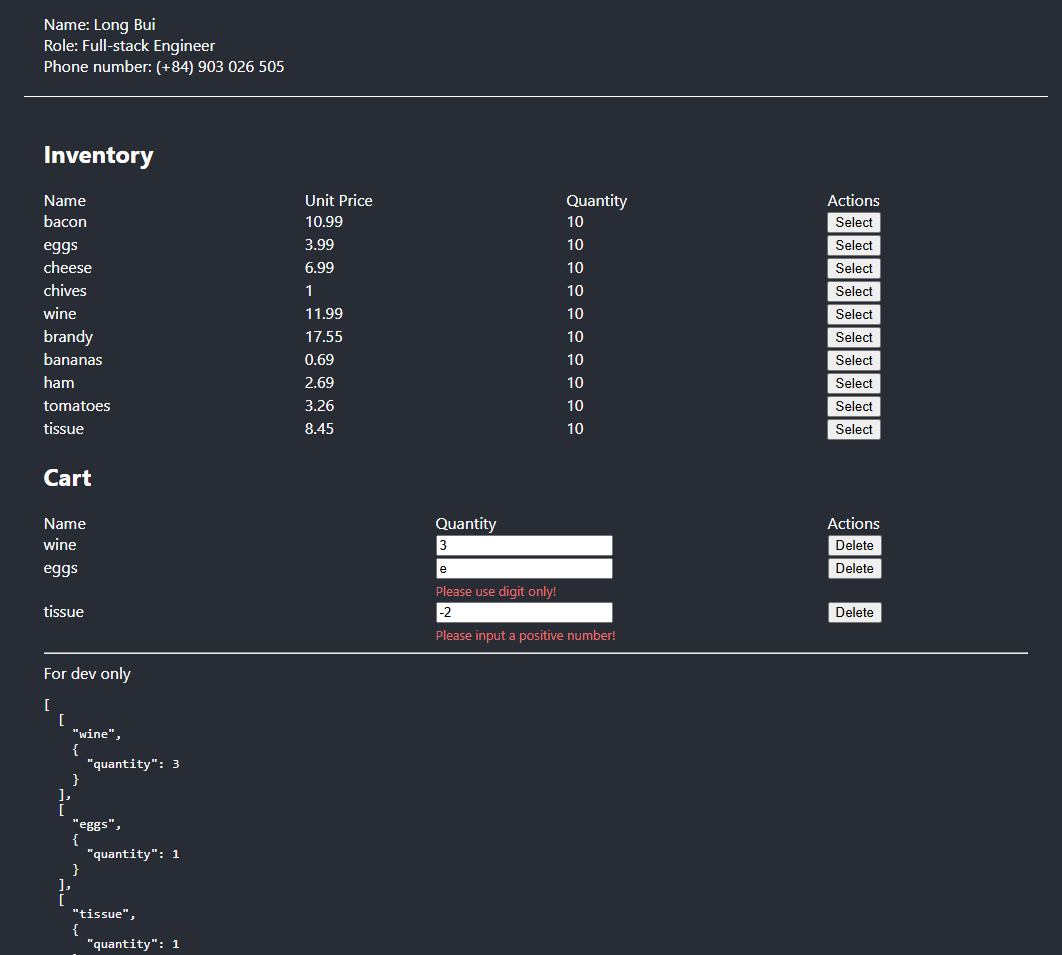 Name: Long Bui
Role: Full-stack Engineer
Phone number: (+84) 903 026 505
Inventory
Name Unit Price Quantity Actions
bacon 10.99 10 Select
eggs 3.99 10 Select
cheese 6.99 10 Select
chives 1 10 Select
wine 11.99 10 Select
brandy 17.55 10 Select
bananas 0.69 10 Select
ham 2.69 10 Select
tomatoes 3.26 10 Select
tissue 8.45 10 Select
Cart
Name Quantity Actions
wine 3 Delete
eggs e Delete
Please use digit only!
tissue -2 Delete
Please input a positive number!
For dev only
[
[
"wine",
{
"quantity": 3
}
],
[
"eggs",
{
"quantity": 1
}
],
[
"tissue",
{
"quantity": 1